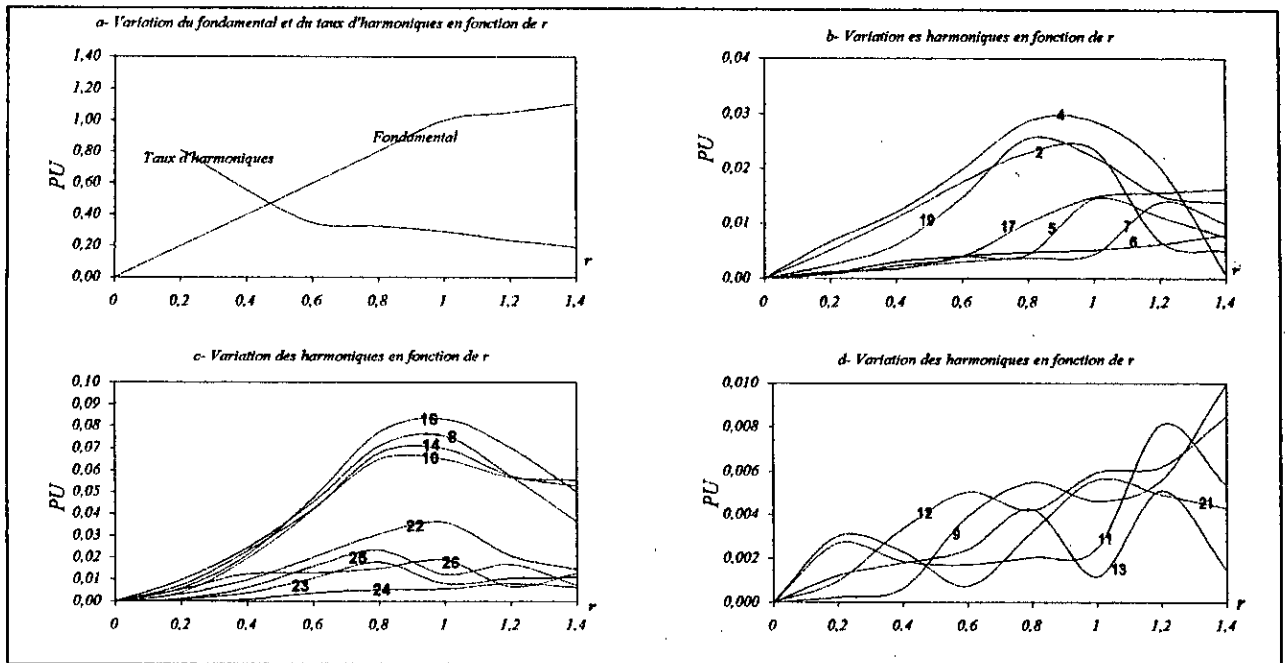 a- Variation du fondamental et du taux d'harmoniques en fonction de r
1,40
1,20
1,00
0,80
0,60
0,40
0,20
0,00
PU
Taux d'harmoniques
Fondamental
r
0 0,2 0,4 0,6 0,8 1 1,2 1,4
b- Variation es harmoniques en fonction de r
0,04
0,03
0,02
0,01
0,00
PU
4
2
19
17
5
7
6
r
0 0,2 0,4 0,6 0,8 1 1,2 1,4
c- Variation des harmoniques en fonction de r
0,10
0,09
0,08
0,07
0,06
0,05
0,04
0,03
0,02
0,01
0,00
PU
16
8
14
10
22
25
26
23
24
r
0 0,2 0,4 0,6 0,8 1 1,2 1,4
d- Variation des harmoniques en fonction de r
0,010
0,008
0,006
0,004
0,002
0,000
PU
12
9
11
13
21
r
0 0,2 0,4 0,6 0,8 1 1,2 1,4